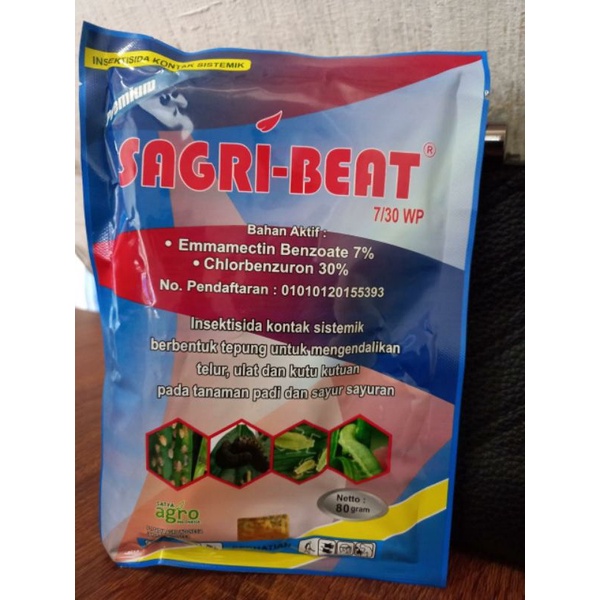 INSEKTISIDA KONTAK SISTEMIK
Premium
SAGRI-BEAT®
7/30 WP
Bahan Aktif :
• Emmamectin Benzoate 7%
• Chlorbenzuron 30%
No. Pendaftaran : 01010120155393
Insektisida kontak sistemik
berbentuk tepung untuk mengendalikan
telur, ulat dan kutu kutuan
pada tanaman padi dan sayur sayuran
agro
Netto :
80 gram